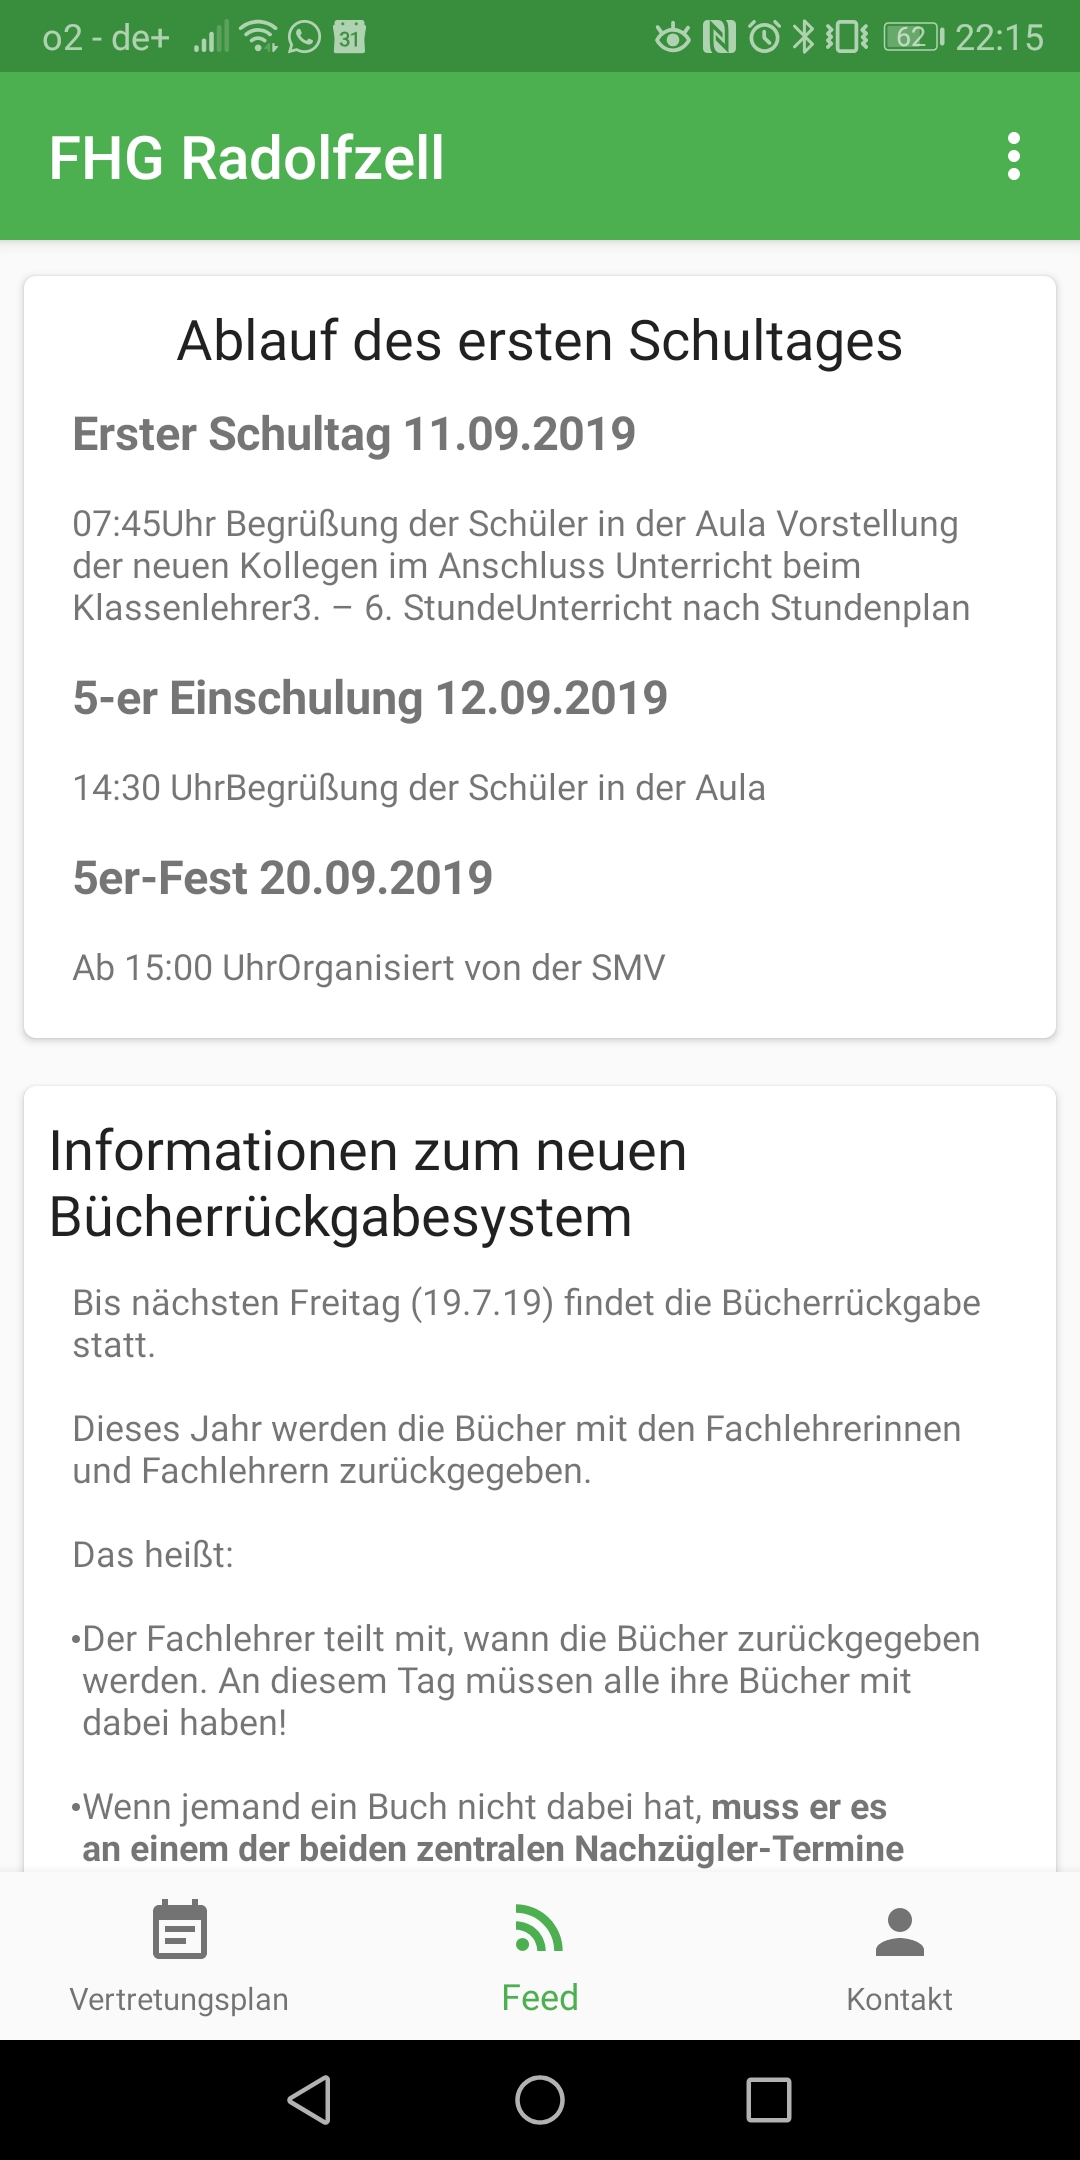 o2 - de+ 31 62 22:15
FHG Radolfzell
Ablauf des ersten Schultages
Erster Schultag 11.09.2019
07:45Uhr Begrüßung der Schüler in der Aula Vorstellung
der neuen Kollegen im Anschluss Unterricht beim
Klassenlehrer3. – 6. StundeUnterricht nach Stundenplan
5-er Einschulung 12.09.2019
14:30 UhrBegrüßung der Schüler in der Aula
5er-Fest 20.09.2019
Ab 15:00 UhrOrganisiert von der SMV
Informationen zum neuen
Bücherrückgabesystem
Bis nächsten Freitag (19.7.19) findet die Bücherrückgabe
statt.
Dieses Jahr werden die Bücher mit den Fachlehrerinnen
und Fachlehrern zurückgegeben.
Das heißt:
•Der Fachlehrer teilt mit, wann die Bücher zurückgegeben
werden. An diesem Tag müssen alle ihre Bücher mit
dabei haben!
•Wenn jemand ein Buch nicht dabei hat, muss er es
an einem der beiden zentralen Nachzügler-Termine
Vertretungsplan
Feed
Kontakt